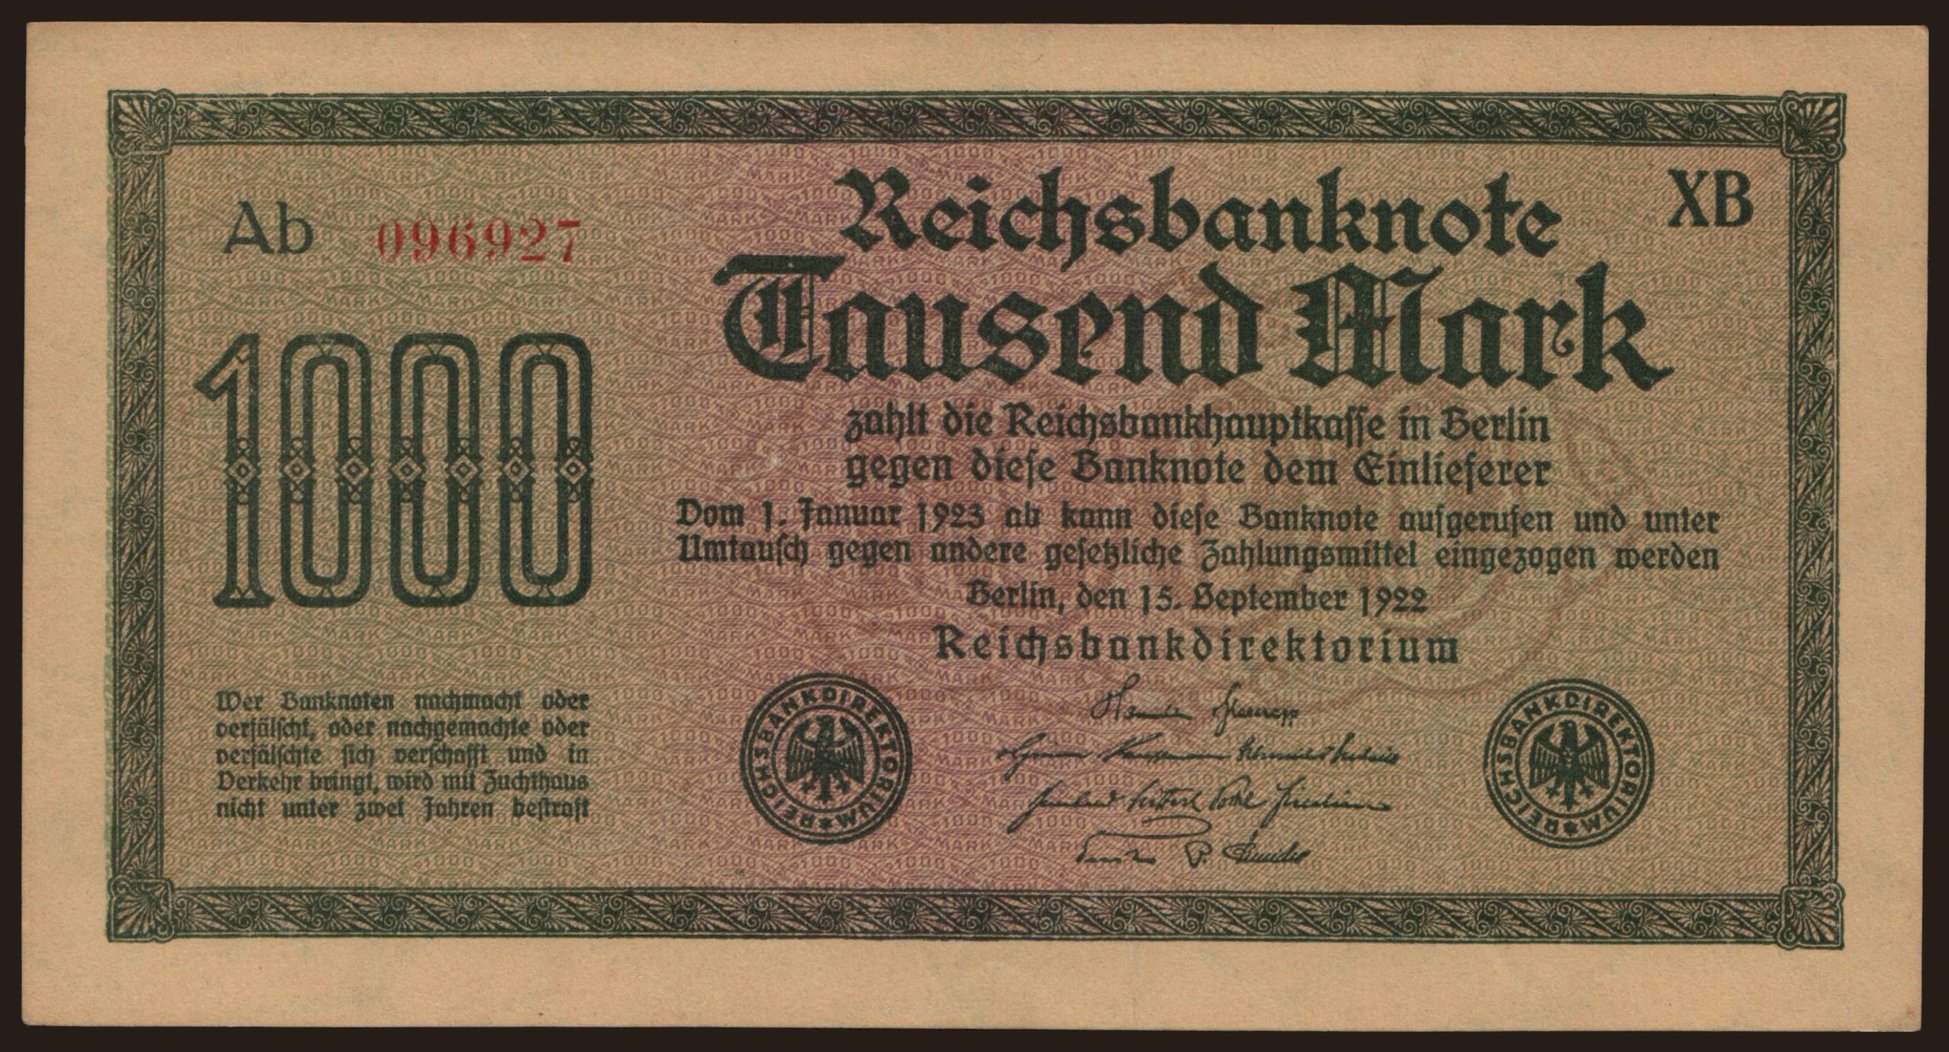 Ab 096927
XB
Reichsbanknote
Tausend Mark
1000
zahlt die Reichsbankhauptkasse in Berlin
gegen diese Banknote dem Einlieferer
Vom 1. Januar 1923 ab kann diese Banknote aufgerufen und unter
Umtausch gegen andere gesetzliche Zahlungsmittel eingezogen werden
Berlin, den 15. September 1922
Reichsbankdirektorium
Wer Banknoten nachmacht oder
verfälscht, oder nachgemachte oder
verfälschte sich verschafft und in
Verkehr bringt, wird mit Zuchthaus
nicht unter zwei Jahren bestraft
REICHSBANKDIREKTORIUM
REICHSBANKDIREKTORIUM